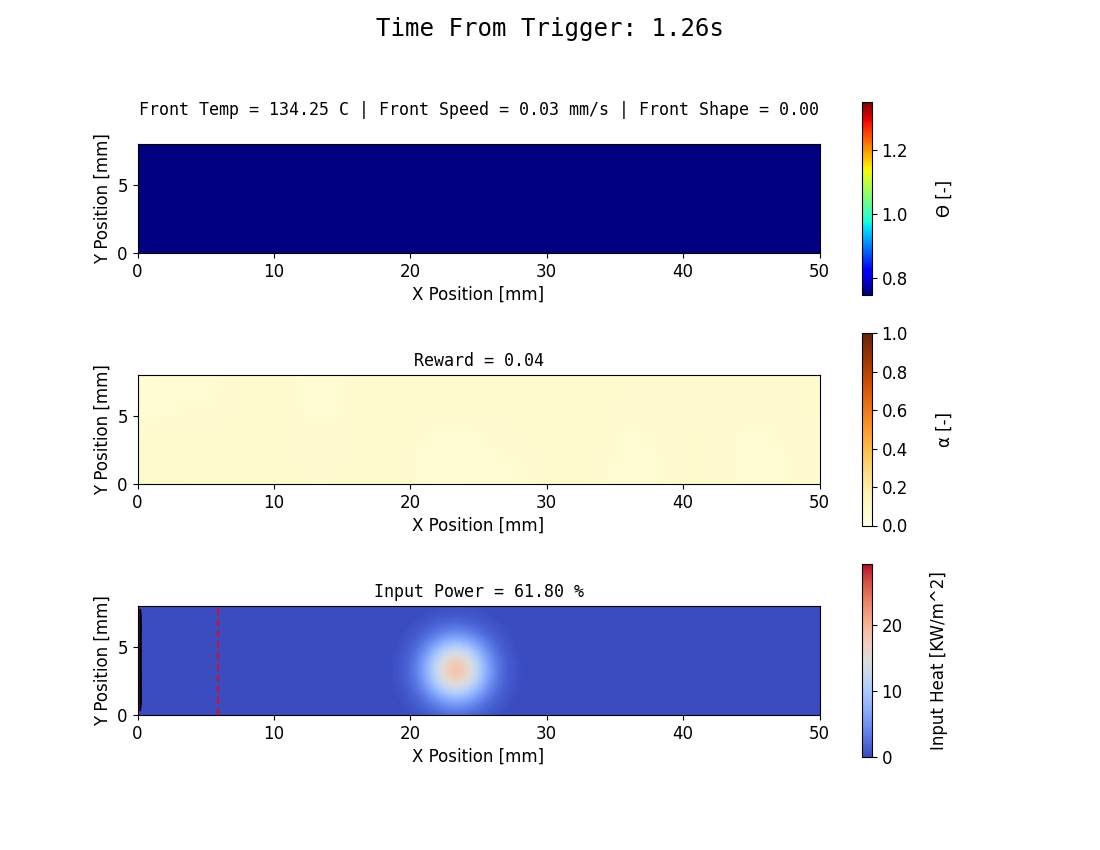 Time From Trigger: 1.26s
Front Temp = 134.25 C | Front Speed = 0.03 mm/s | Front Shape = 0.00
Y Position [mm]
5
0
0 10 20 30 40 50
X Position [mm]
1.2
1.0
0.8
Θ [-]
Reward = 0.04
Y Position [mm]
5
0
0 10 20 30 40 50
X Position [mm]
1.0
0.8
0.6
0.4
0.2
0.0
α [-]
Input Power = 61.80 %
Y Position [mm]
5
0
0 10 20 30 40 50
X Position [mm]
20
10
0
Input Heat [KW/m^2]